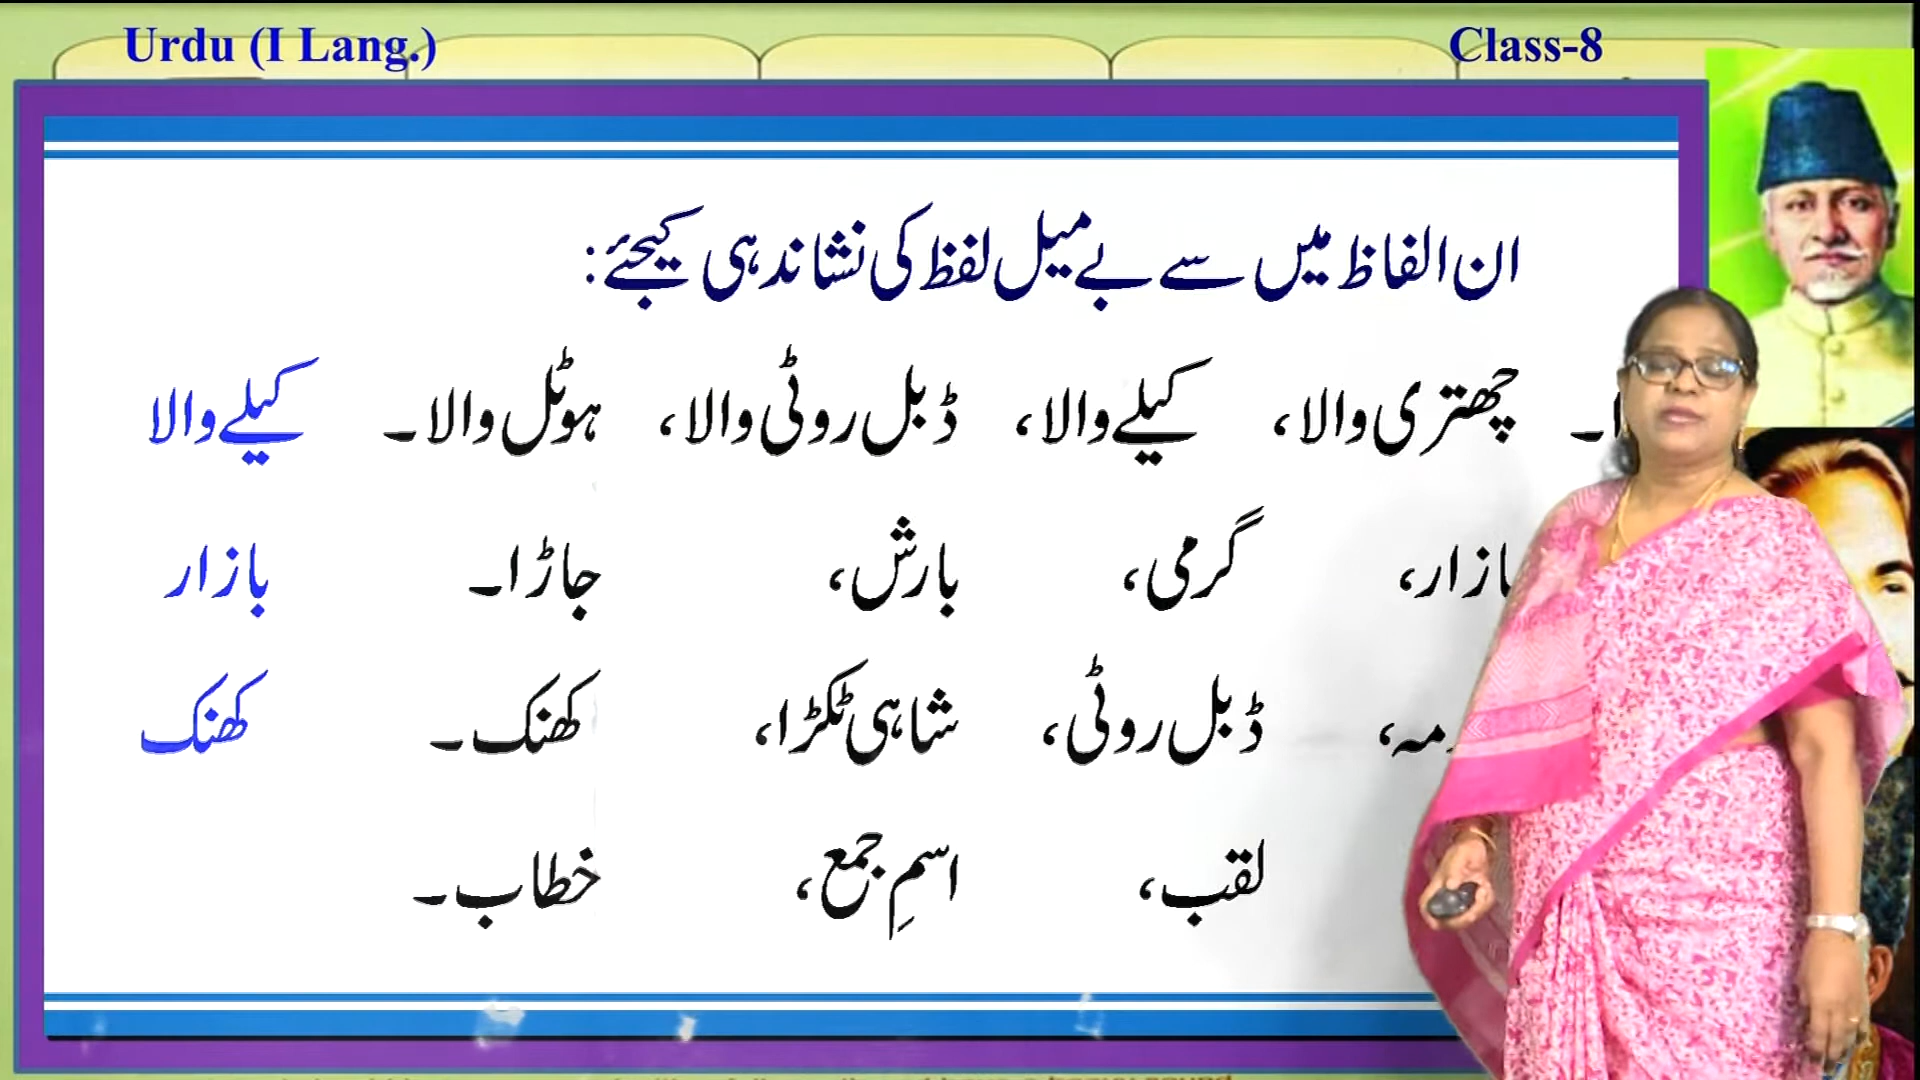 Urdu (I Lang.) Class-8
ان الفاظ میں سے بے میل لفظ کی نشاندہی کیجئے:
چھتری والا، کیلے والا، ڈبل روٹی والا، ہوٹل والا۔ کیلے والا
گرمی، بارش، جاڑا۔ بازار
ڈبل روٹی، شاہی ٹکڑا، کھنک۔ کھنک
لقب، اسمِ جمع، خطاب۔